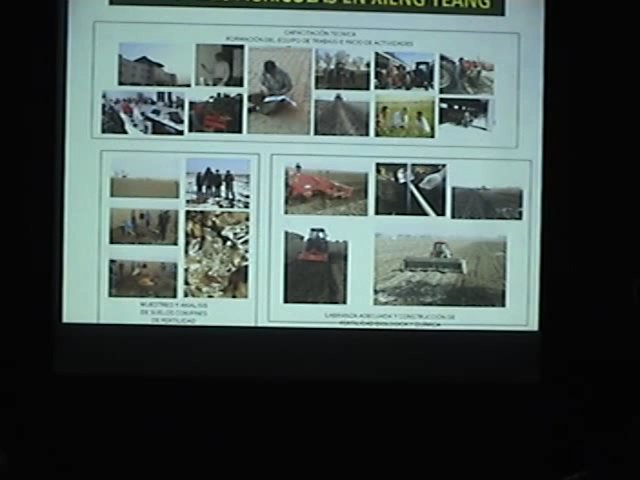 AGRICOLAS EN XIENG YEANG
CAPACITACION TECNICA
FORMACION DEL EQUIPO DE TRABAJO E INICIO DE ACTIVIDADES
MUESTREO Y ANALISIS
DE SUELOS CON FINES
DE FERTILIDAD
LABRANZA ADECUADA Y CONSTRUCCION DE
FERTILIDAD BIOLOGICA Y QUIMICA